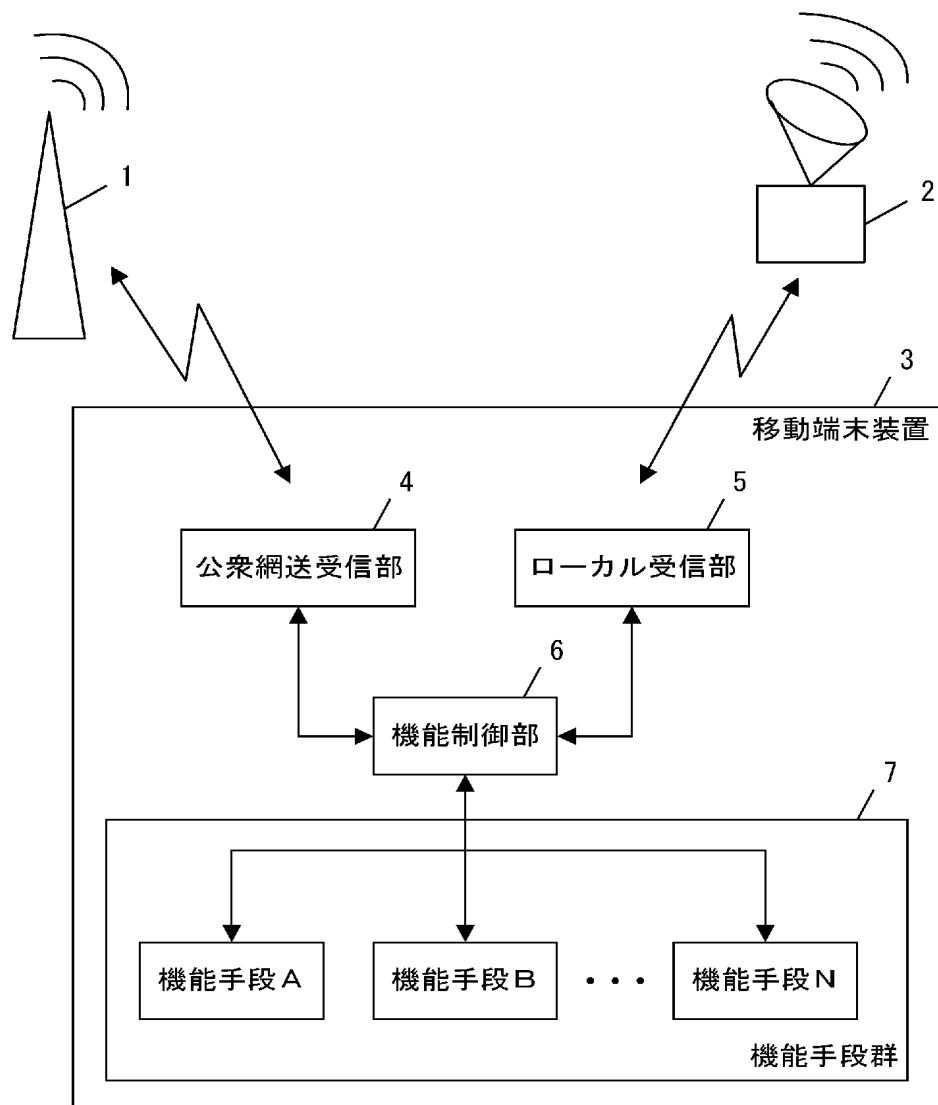 1
2
3
移動端末装置
4
5
公衆網送受信部
ローカル受信部
6
機能制御部
7
機能手段A
機能手段B
・・・
機能手段N
機能手段群